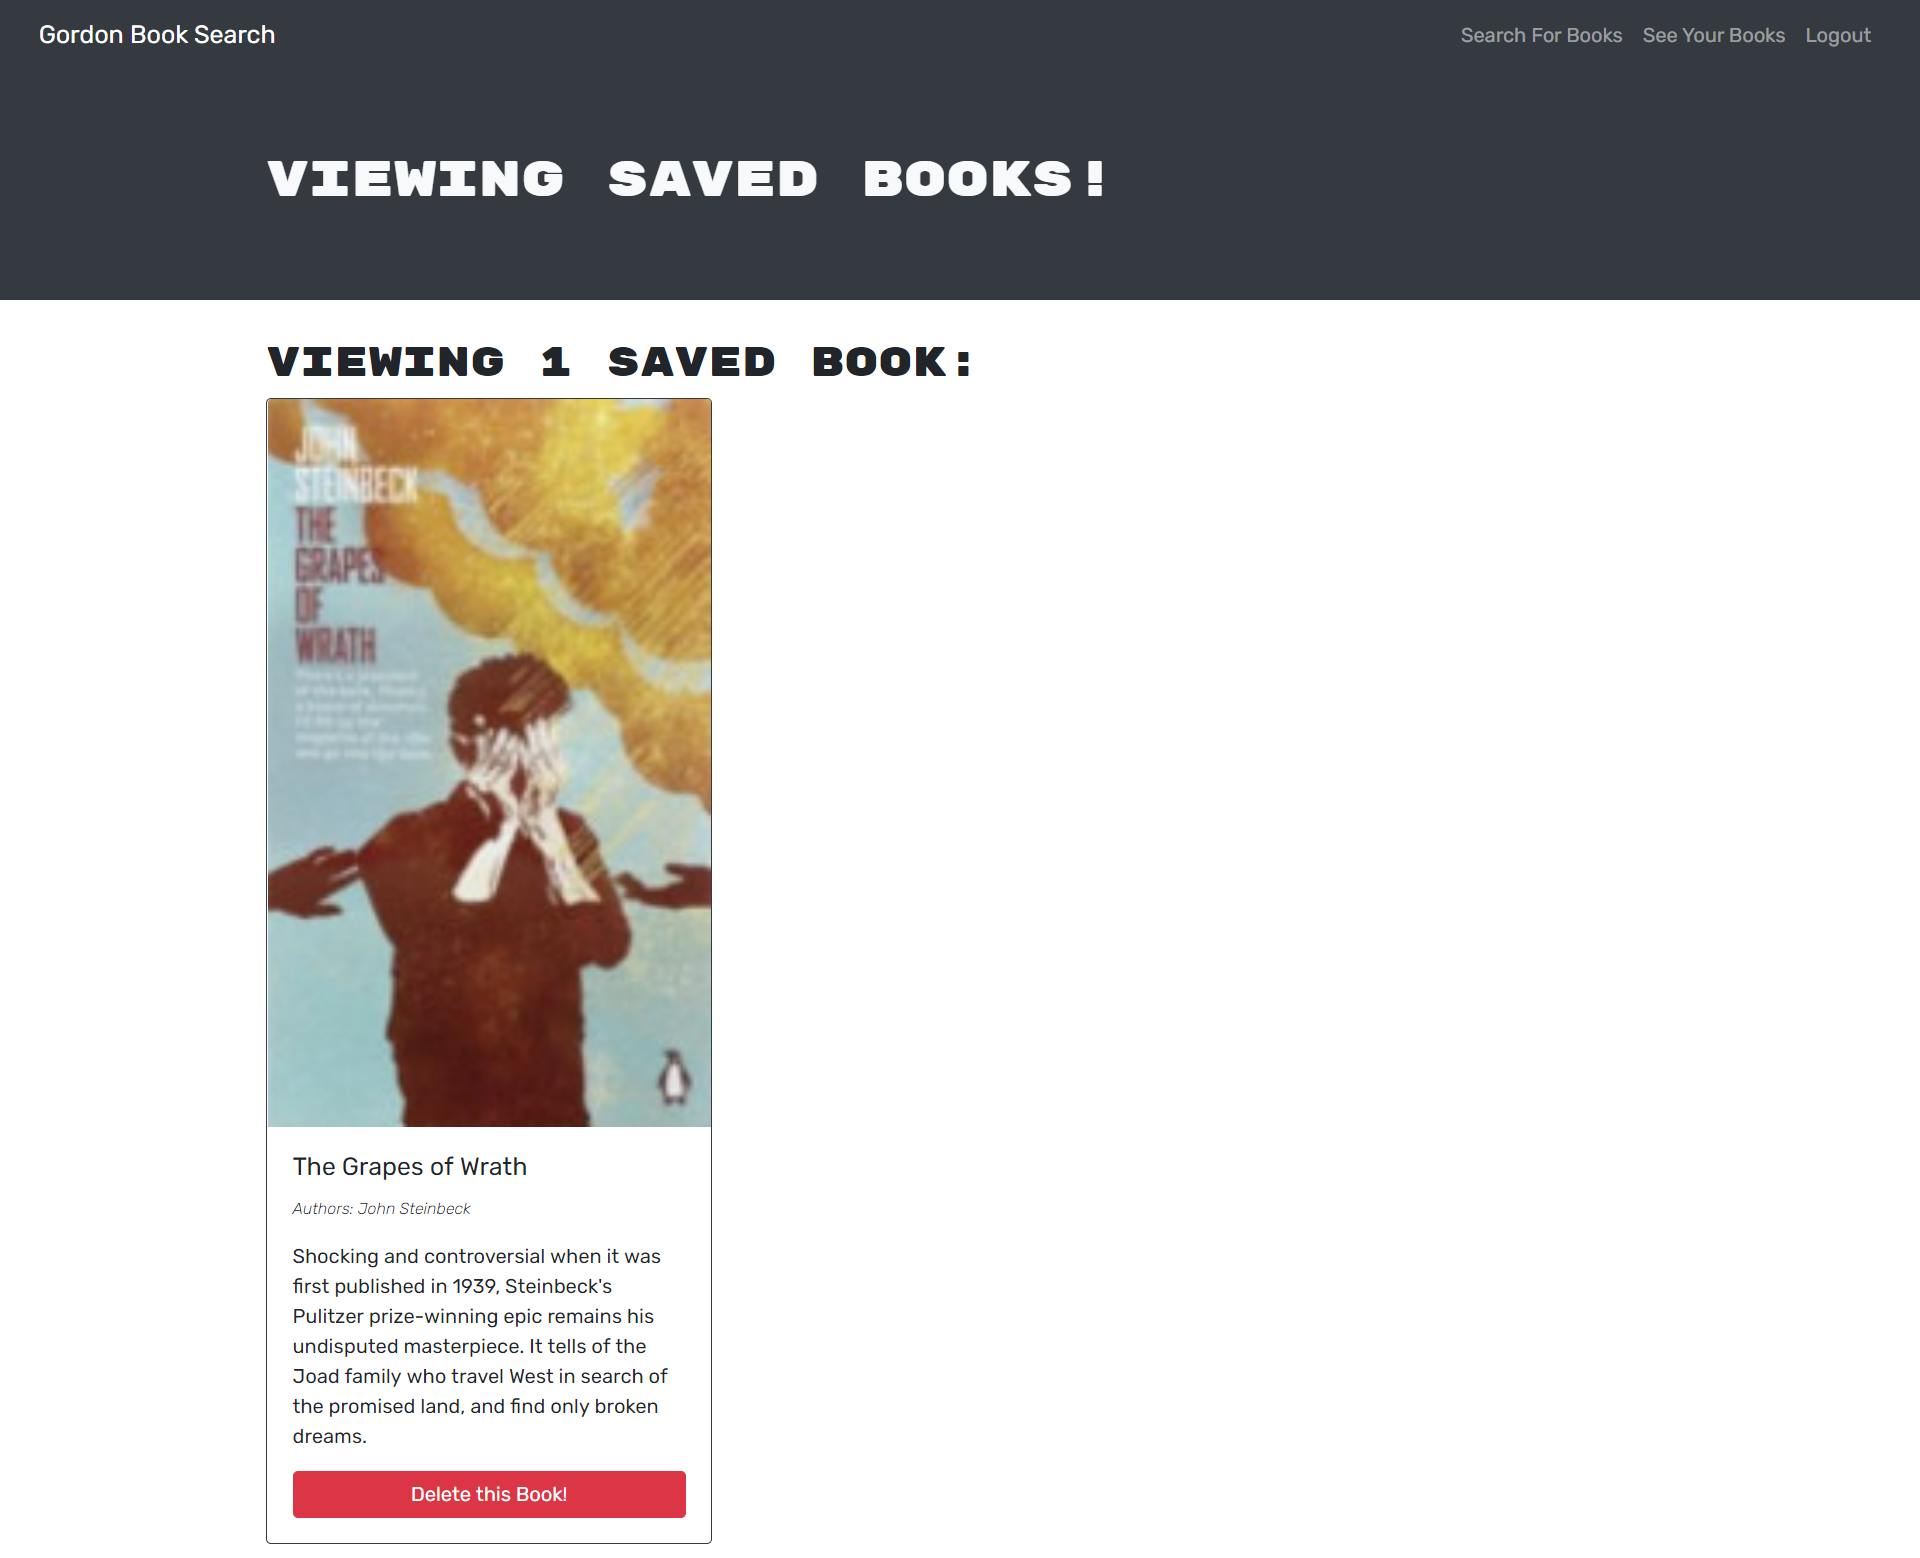 Gordon Book Search
Search For Books
See Your Books
Logout
VIEWING SAVED BOOKS!
VIEWING 1 SAVED BOOK:
JOHN
STEINBECK
THE
GRAPES
OF
WRATH
The Grapes of Wrath
Authors: John Steinbeck
Shocking and controversial when it was
first published in 1939, Steinbeck's
Pulitzer prize-winning epic remains his
undisputed masterpiece. It tells of the
Joad family who travel West in search of
the promised land, and find only broken
dreams.
Delete this Book!